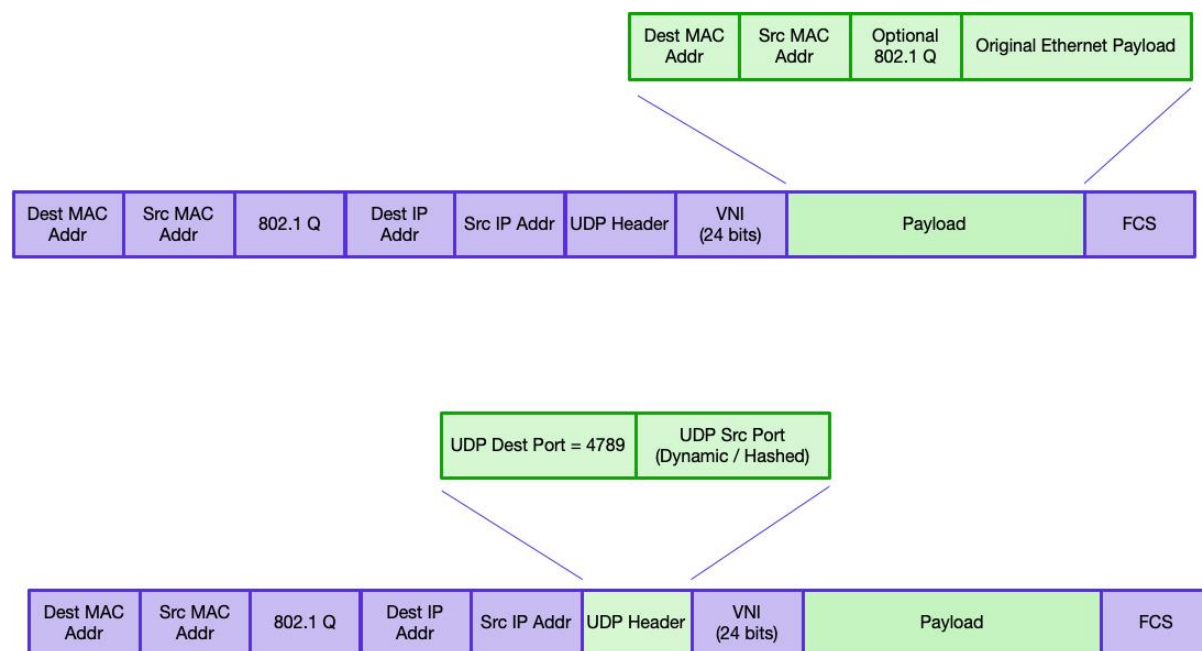 Dest MAC
Addr
Src MAC
Addr
Optional
802.1 Q
Original Ethernet Payload
Dest MAC
Addr
Src MAC
Addr
802.1 Q
Dest IP
Addr
Src IP Addr
UDP Header
VNI
(24 bits)
Payload
FCS
UDP Dest Port = 4789
UDP Src Port
(Dynamic / Hashed)
Dest MAC
Addr
Src MAC
Addr
802.1 Q
Dest IP
Addr
Src IP Addr
UDP Header
VNI
(24 bits)
Payload
FCS